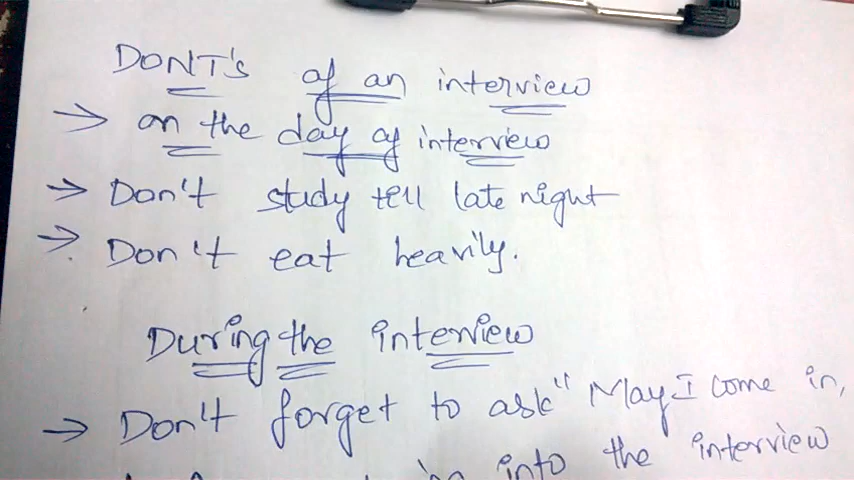 DONT's of an interview
→ on the day of interview
→ Don't study tell late night
→ Don't eat heavily.
During the interview
→ Don't forget to ask "May I come in,
into the interview